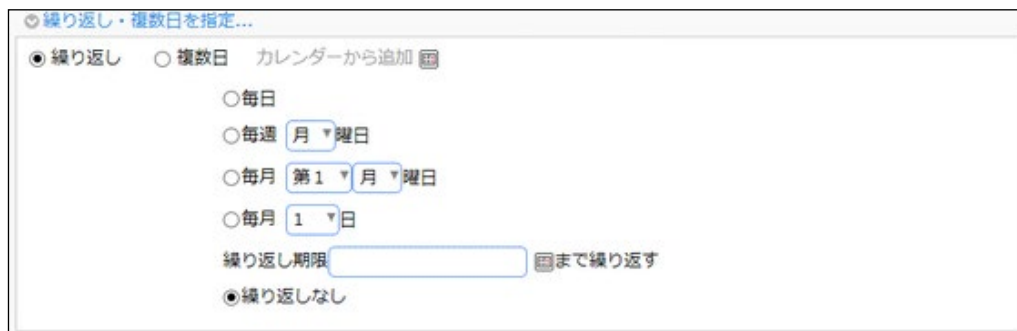 繰り返し・複数日を指定...
繰り返し 複数日 カレンダーから追加
毎日
毎週 月 曜日
毎月 第1 月 曜日
毎月 1 日
繰り返し期限 まで繰り返す
繰り返しなし